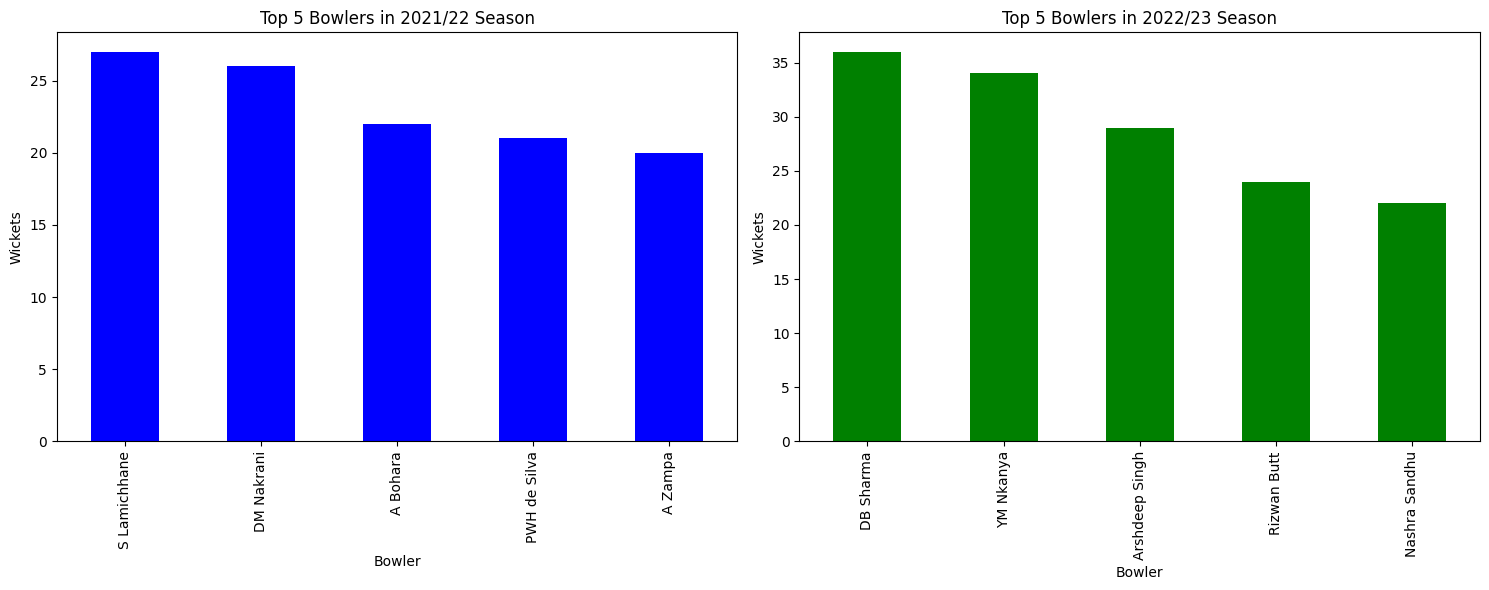 Top 5 Bowlers in 2021/22 Season
25
20
15
10
5
0
Wickets
S Lamichhane
DM Nakrani
A Bohara
PWH de Silva
A Zampa
Bowler
Top 5 Bowlers in 2022/23 Season
35
30
25
20
15
10
5
0
Wickets
DB Sharma
YM Nkanya
Arshdeep Singh
Rizwan Butt
Nashra Sandhu
Bowler